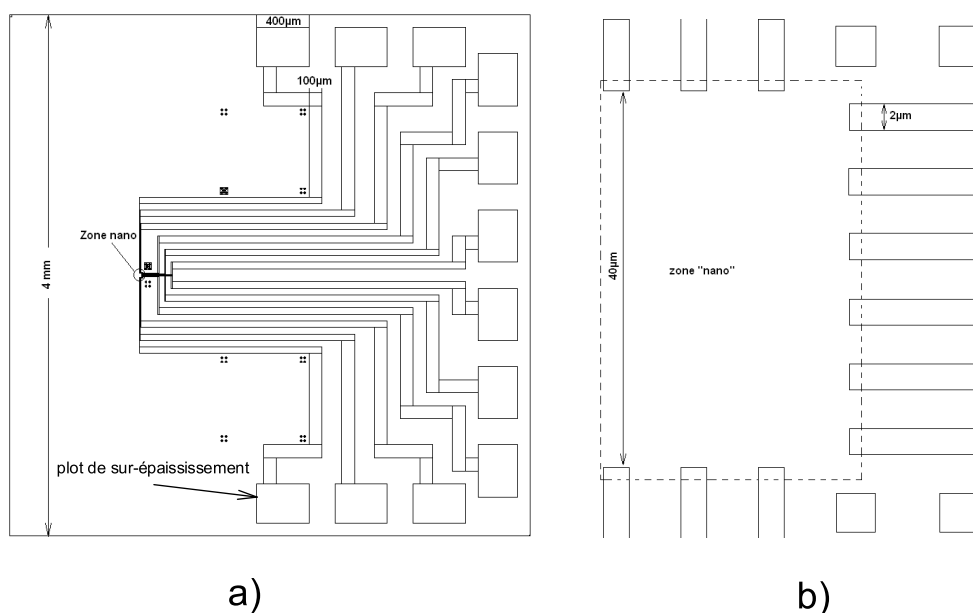 400µm
100µm
Zone nano
4 mm
plot de sur-épaississement
a)
2µm
40µm
zone "nano"
b)